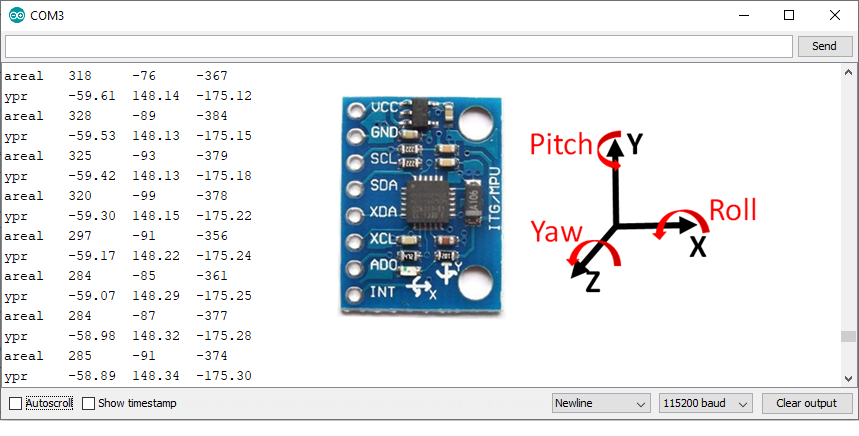 COM3
Send
areal 318 -76 -367
ypr -59.61 148.14 -175.12
areal 328 -89 -384
ypr -59.53 148.13 -175.15
areal 325 -93 -379
ypr -59.42 148.13 -175.18
areal 320 -99 -378
ypr -59.30 148.15 -175.22
areal 297 -91 -356
ypr -59.17 148.22 -175.24
areal 284 -85 -361
ypr -59.07 148.29 -175.25
areal 284 -87 -377
ypr -58.98 148.32 -175.28
areal 285 -91 -374
ypr -58.89 148.34 -175.30
VCC
GND
SCL
SDA
XDA
XCL
ADO
INT
ITG/MPU
X
Y
Pitch
Y
Roll
X
Yaw
Z
Autoscroll
Show timestamp
Newline
115200 baud
Clear output